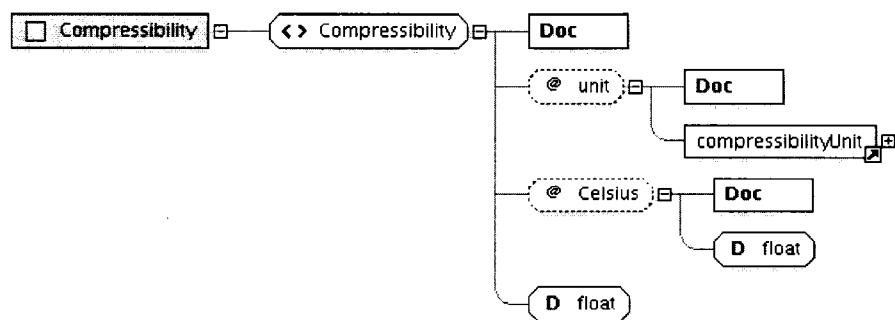 Compressibility
<> Compressibility
Doc
@ unit
Doc
compressibilityUnit
@ Celsius
Doc
D float
D float